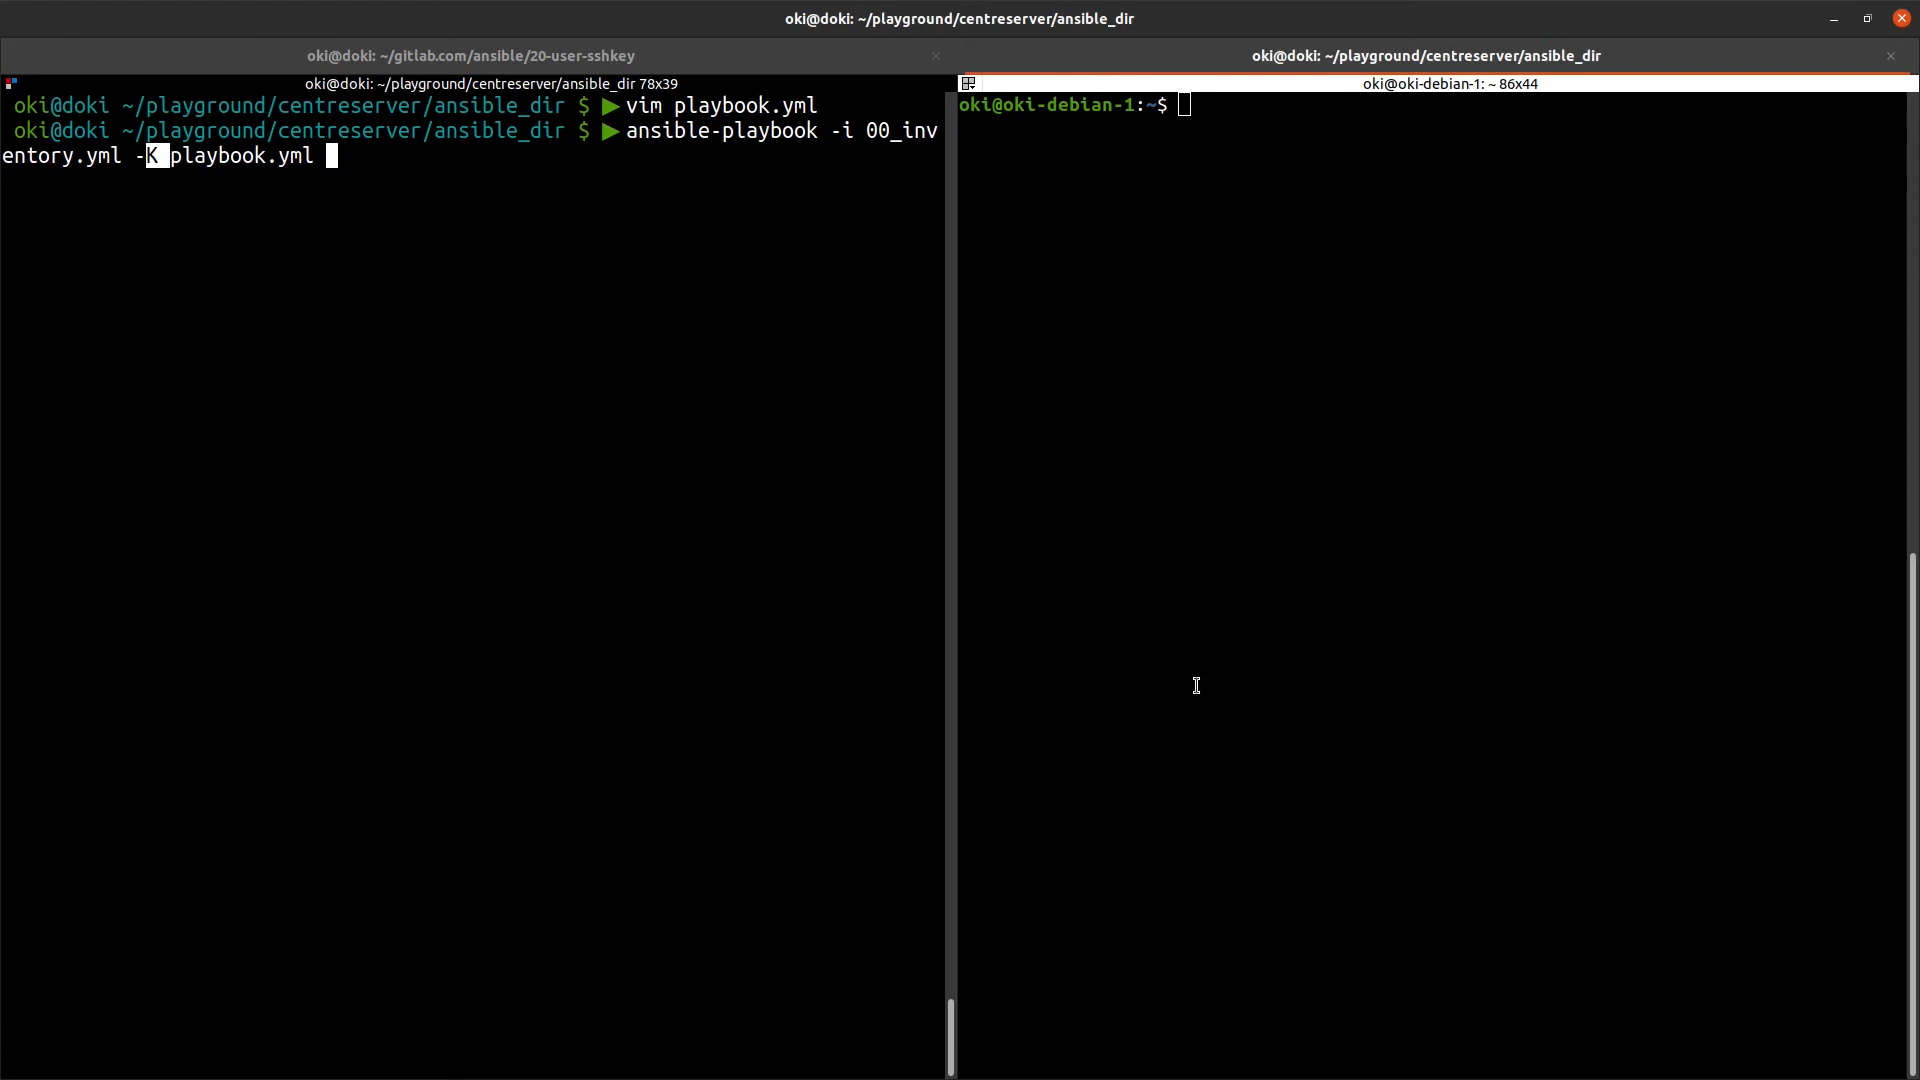 oki@doki: ~/playground/centreserver/ansible_dir
oki@doki: ~/gitlab.com/ansible/20-user-sshkey
oki@doki: ~/playground/centreserver/ansible_dir
oki@doki: ~/playground/centreserver/ansible_dir 78x39
oki@doki ~/playground/centreserver/ansible_dir $ ▶vim playbook.yml
oki@doki ~/playground/centreserver/ansible_dir $ ▶ansible-playbook -i 00_inv
entory.yml -K playbook.yml
oki@oki-debian-1: ~ 86x44
oki@oki-debian-1:~$